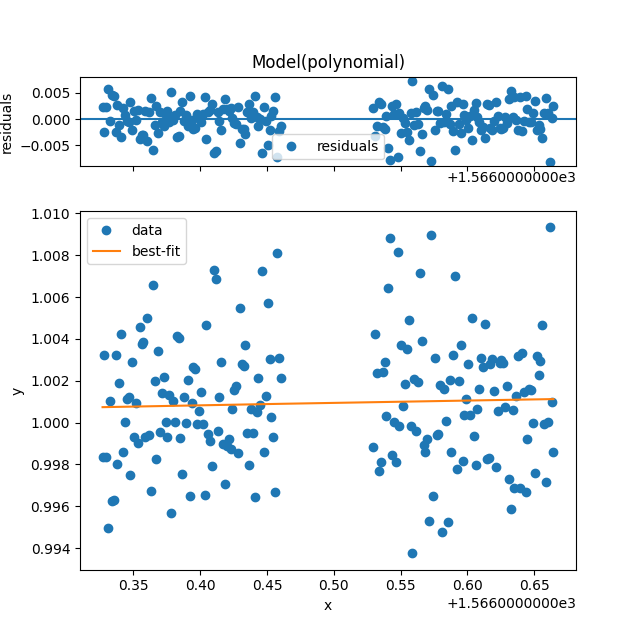 Model(polynomial)
residuals
0.005
0.000
−0.005
residuals
+1.5660000000e3
y
1.010
1.008
1.006
1.004
1.002
1.000
0.998
0.996
0.994
data
best-fit
0.35 0.40 0.45 0.50 0.55 0.60 0.65
x
+1.5660000000e3